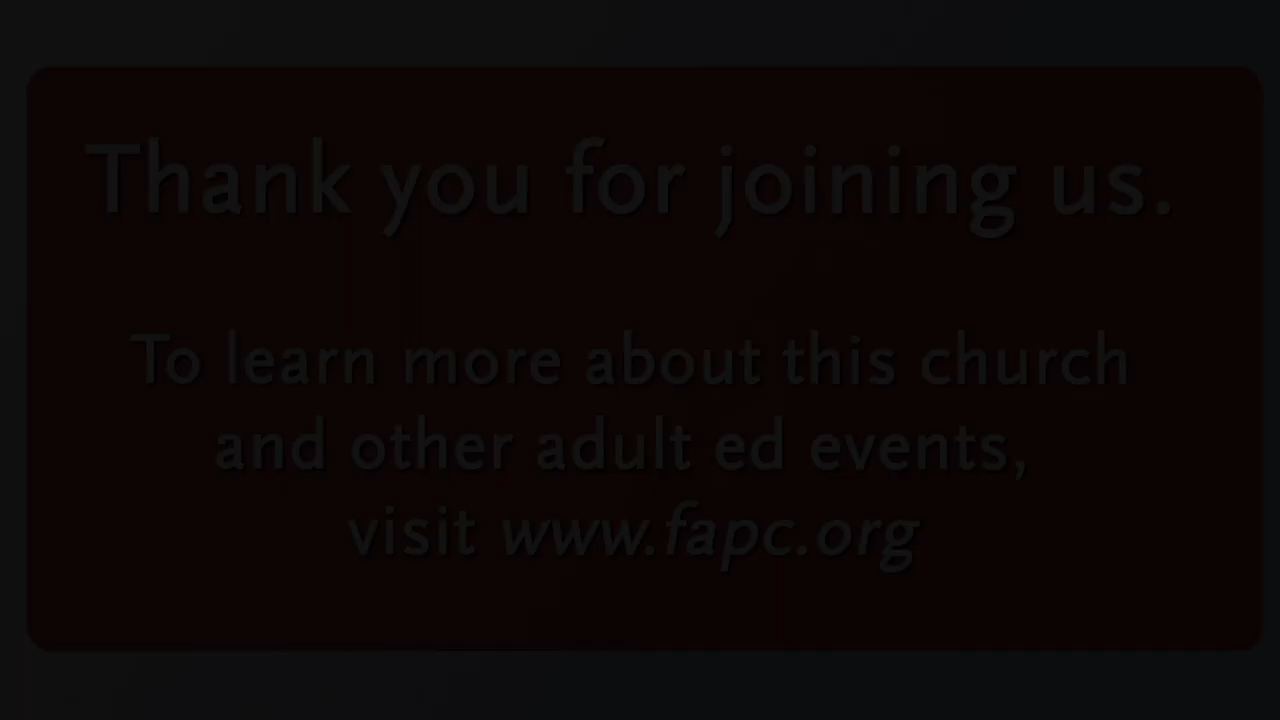 Thank you for joining us.
To learn more about this church
and other adult ed events,
visit www.fapc.org